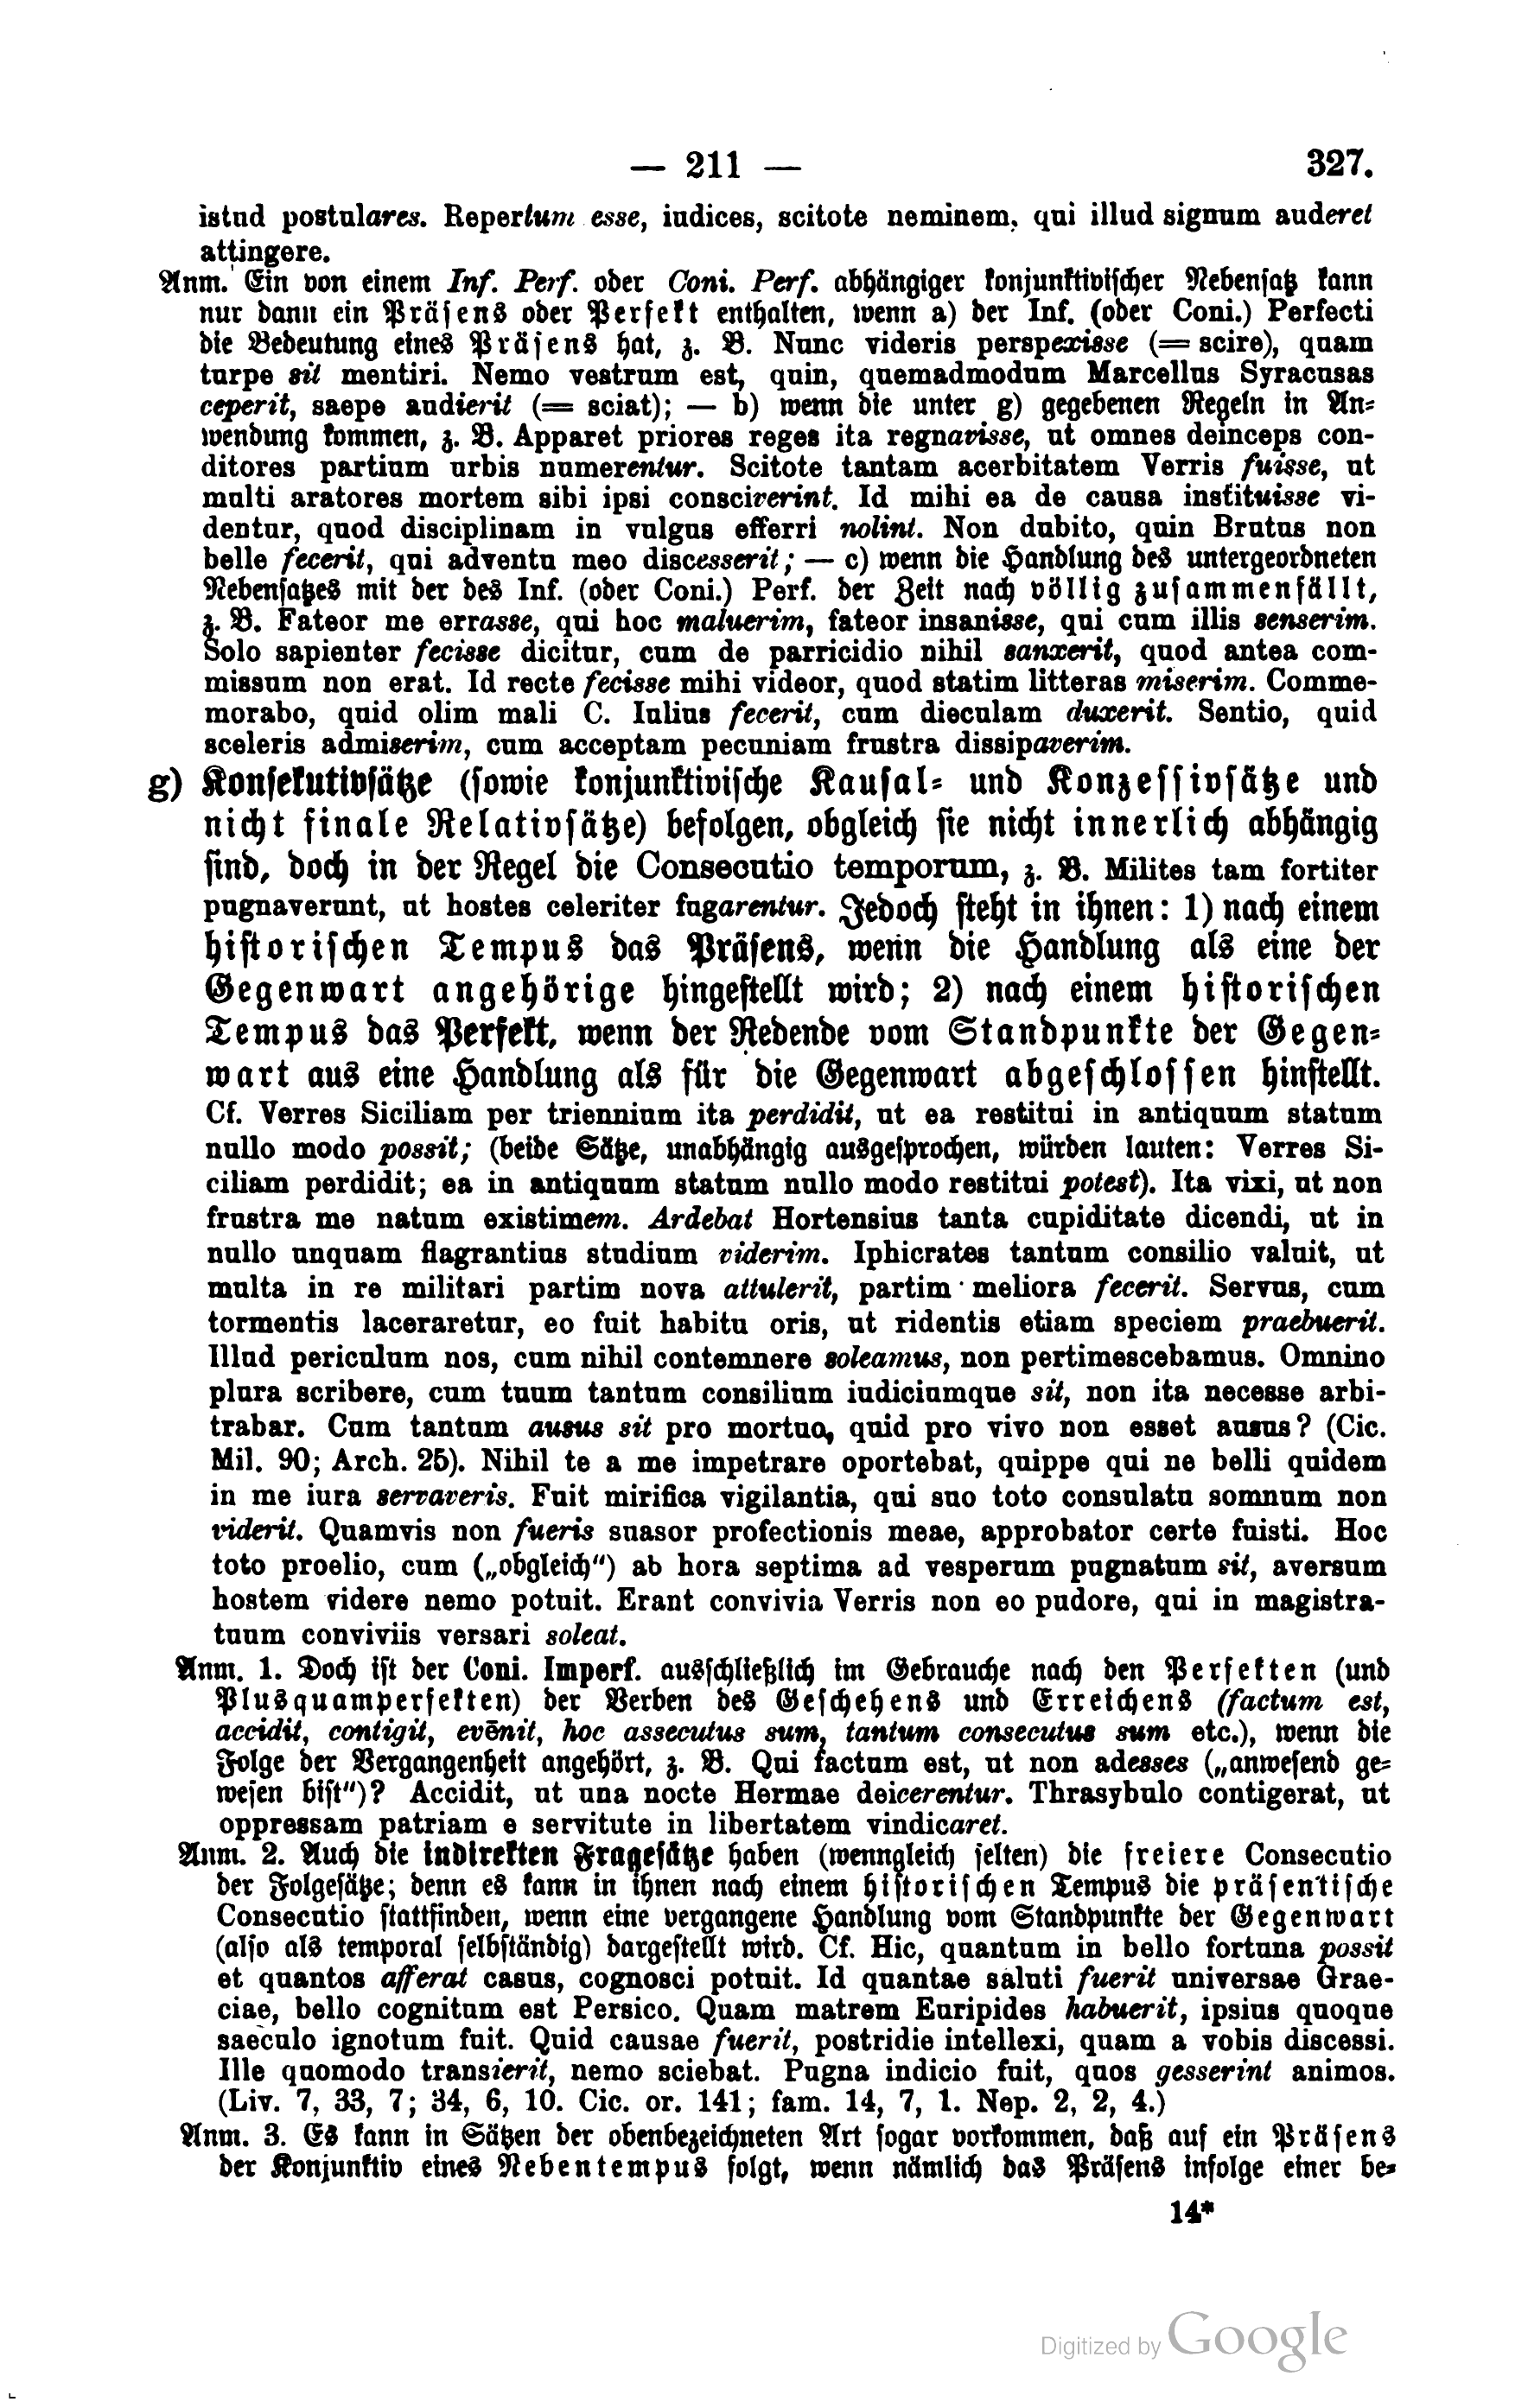 — 211 — 327.
istud postulares. Repertum esse, iudices, scitote neminem, qui illud signum auderet
attingere.
Anm. Ein von einem Inf. Perf. oder Coni. Perf. abhängiger konjunktivischer Nebensatz kann
nur dann ein Präsens oder Perfekt enthalten, wenn a) der Inf. (oder Coni.) Perfecti
die Bedeutung eines Präsens hat, z. B. Nunc videris perspexisse (= scire), quam
turpe sit mentiri. Nemo vestrum est, quin, quemadmodum Marcellus Syracusas
ceperit, saepe audierit (= sciat); — b) wenn die unter g) gegebenen Regeln in An-
wendung kommen, z. B. Apparet priores reges ita regnavisse, ut omnes deinceps con-
ditores partium urbis numerentur. Scitote tantam acerbitatem Verris fuisse, ut
multi aratores mortem sibi ipsi consciverint. Id mihi ea de causa instituisse vi-
dentur, quod disciplinam in vulgus efferri nolint. Non dubito, quin Brutus non
belle fecerit, qui adventu meo discesserit; — c) wenn die Handlung des untergeordneten
Nebensatzes mit der des Inf. (oder Coni.) Perf. der Zeit nach völlig zusammenfällt,
z. B. Fateor me errasse, qui hoc maluerim, fateor insanisse, qui cum illis senserim.
Solo sapienter fecisse dicitur, cum de parricidio nihil sanxerit, quod antea com-
missum non erat. Id recte fecisse mihi videor, quod statim litteras miserim. Comme-
morabo, quid olim mali C. Iulius fecerit, cum dieculam duxerit. Sentio, quid
sceleris admiserim, cum acceptam pecuniam frustra dissipaverim.
g) Konsekutivsätze (sowie konjunktivische Kausal- und Konzessivsätze und
nicht finale Relativsätze) befolgen, obgleich sie nicht innerlich abhängig
sind, doch in der Regel die Consecutio temporum, z. B. Milites tam fortiter
pugnaverunt, ut hostes celeriter fugarentur. Jedoch steht in ihnen: 1) nach einem
historischen Tempus das Präsens, wenn die Handlung als eine der
Gegenwart angehörige hingestellt wird; 2) nach einem historischen
Tempus das Perfekt, wenn der Redende vom Standpunkte der Gegen-
wart aus eine Handlung als für die Gegenwart abgeschlossen hinstellt.
Cf. Verres Siciliam per triennium ita perdidit, ut ea restitui in antiquum statum
nullo modo possit; (beide Sätze, unabhängig ausgesprochen, würden lauten: Verres Si-
ciliam perdidit; ea in antiquum statum nullo modo restitui potest). Ita vixi, ut non
frustra me natum existimem. Ardebat Hortensius tanta cupiditate dicendi, ut in
nullo unquam flagrantius studium viderim. Iphicrates tantum consilio valuit, ut
multa in re militari partim nova attulerit, partim meliora fecerit. Servus, cum
tormentis laceraretur, eo fuit habitu oris, ut ridentis etiam speciem praebuerit.
Illud periculum nos, cum nihil contemnere soleamus, non pertimescebamus. Omnino
plura scribere, cum tuum tantum consilium iudiciumque sit, non ita necesse arbi-
trabar. Cum tantum ausus sit pro mortuo, quid pro vivo non esset ausus? (Cic.
Mil. 90; Arch. 25). Nihil te a me impetrare oportebat, quippe qui ne belli quidem
in me iura servaveris. Fuit mirifica vigilantia, qui suo toto consulatu somnum non
viderit. Quamvis non fueris suasor profectionis meae, approbator certe fuisti. Hoc
toto proelio, cum („obgleich“) ab hora septima ad vesperum pugnatum sit, aversum
hostem videre nemo potuit. Erant convivia Verris non eo pudore, qui in magistra-
tuum conviviis versari soleat.
Anm. 1. Doch ist der Coni. Imperf. ausschließlich im Gebrauche nach den Perfekten (und
Plusquamperfekten) der Verben des Geschehens und Erreichens (factum est,
accidit, contigit, evēnit, hoc assecutus sum, tantum consecutus sum etc.), wenn die
Folge der Vergangenheit angehört, z. B. Qui factum est, ut non adesses („anwesend ge-
wesen bist“)? Accidit, ut una nocte Hermae deicerentur. Thrasybulo contigerat, ut
oppressam patriam e servitute in libertatem vindicaret.
Anm. 2. Auch die indirekten Fragesätze haben (wenngleich selten) die freiere Consecutio
der Folgesätze; denn es kann in ihnen nach einem historischen Tempus die präsentische
Consecutio stattfinden, wenn eine vergangene Handlung vom Standpunkte der Gegenwart
(also als temporal selbständig) dargestellt wird. Cf. Hic, quantum in bello fortuna possit
et quantos afferat casus, cognosci potuit. Id quantae saluti fuerit universae Grae-
ciae, bello cognitum est Persico. Quam matrem Euripides habuerit, ipsius quoque
saeculo ignotum fuit. Quid causae fuerit, postridie intellexi, quam a vobis discessi.
Ille quomodo transierit, nemo sciebat. Pugna indicio fuit, quos gesserint animos.
(Liv. 7, 33, 7; 34, 6, 10. Cic. or. 141; fam. 14, 7, 1. Nep. 2, 2, 4.)
Anm. 3. Es kann in Sätzen der obenbezeichneten Art sogar vorkommen, daß auf ein Präsens
der Konjunktiv eines Nebentempus folgt, wenn nämlich das Präsens infolge einer be-
14*
Digitized by Google